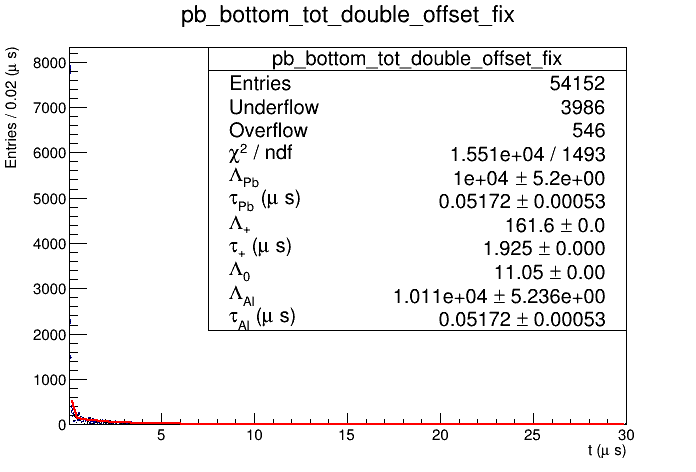 pb_bottom_tot_double_offset_fix
Entries / 0.02 (μ s)
pb_bottom_tot_double_offset_fix
Entries 54152
Underflow 3986
Overflow 546
χ² / ndf 1.551e+04 / 1493
Λ_Pb 1e+04 ± 5.2e+00
τ_Pb (μ s) 0.05172 ± 0.00053
Λ_+ 161.6 ± 0.0
τ_+ (μ s) 1.925 ± 0.000
Λ_0 11.05 ± 0.00
Λ_Al 1.011e+04 ± 5.236e+00
τ_Al (μ s) 0.05172 ± 0.00053
8000
7000
6000
5000
4000
3000
2000
1000
0
5 10 15 20 25 30
t (μ s)